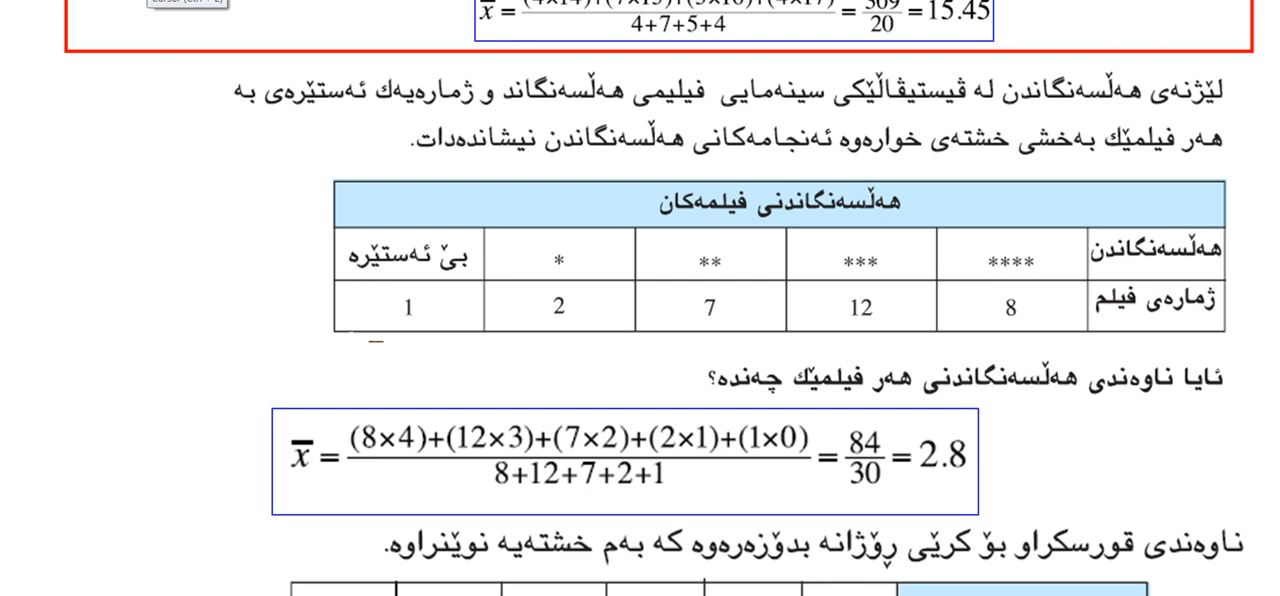 x̄ = = 309/20 = 15.45
4+7+5+4
لێژنەی هەڵسەنگاندن لە ڤیستیڤاڵێکی سینەمایی فیلیمی هەڵسەنگاند و ژمارەیەك ئەستێرەی بە
هەر فیلمێك بەخشی خشتەی خوارەوە ئەنجامەکانی هەڵسەنگاندن نیشاندەدات.
هەڵسەنگاندنی فیلمەکان
هەڵسەنگاندن **** *** ** * بێ ئەستێرە
ژمارەی فیلم 8 12 7 2 1
ئایا ناوەندی هەڵسەنگاندنی هەر فیلمێك چەندە؟
x̄ = (8×4)+(12×3)+(7×2)+(2×1)+(1×0) / 8+12+7+2+1 = 84/30 = 2.8
ناوەندی قورسکراو بۆ کرێی ڕۆژانە بدۆزەرەوە کە بەم خشتەیە نوێنراوە.